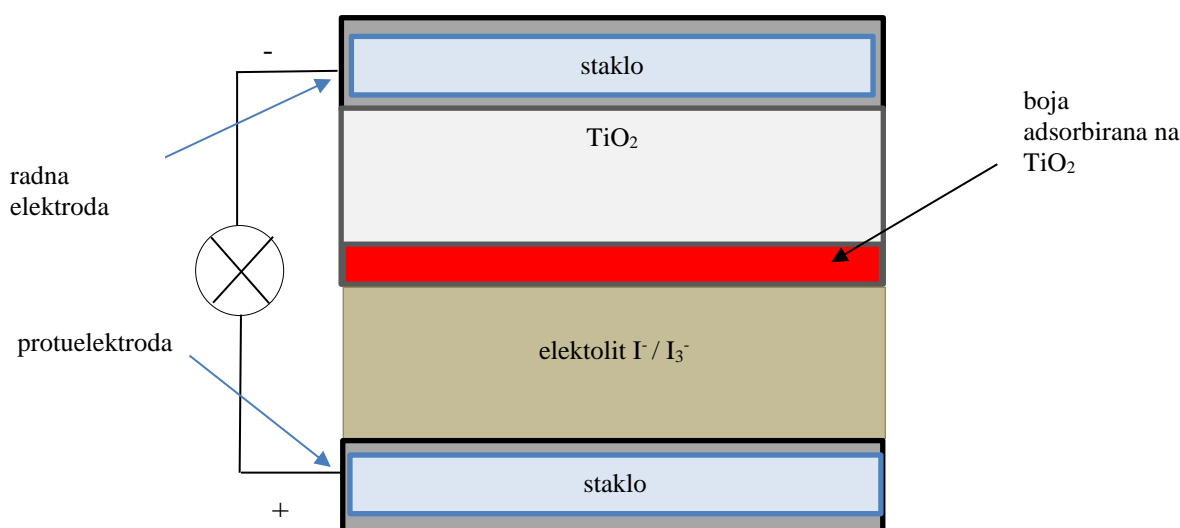 -
staklo
TiO₂
boja
adsorbirana na
TiO₂
radna
elektroda
protuelektroda
elektolit I⁻ / I₃⁻
staklo
+